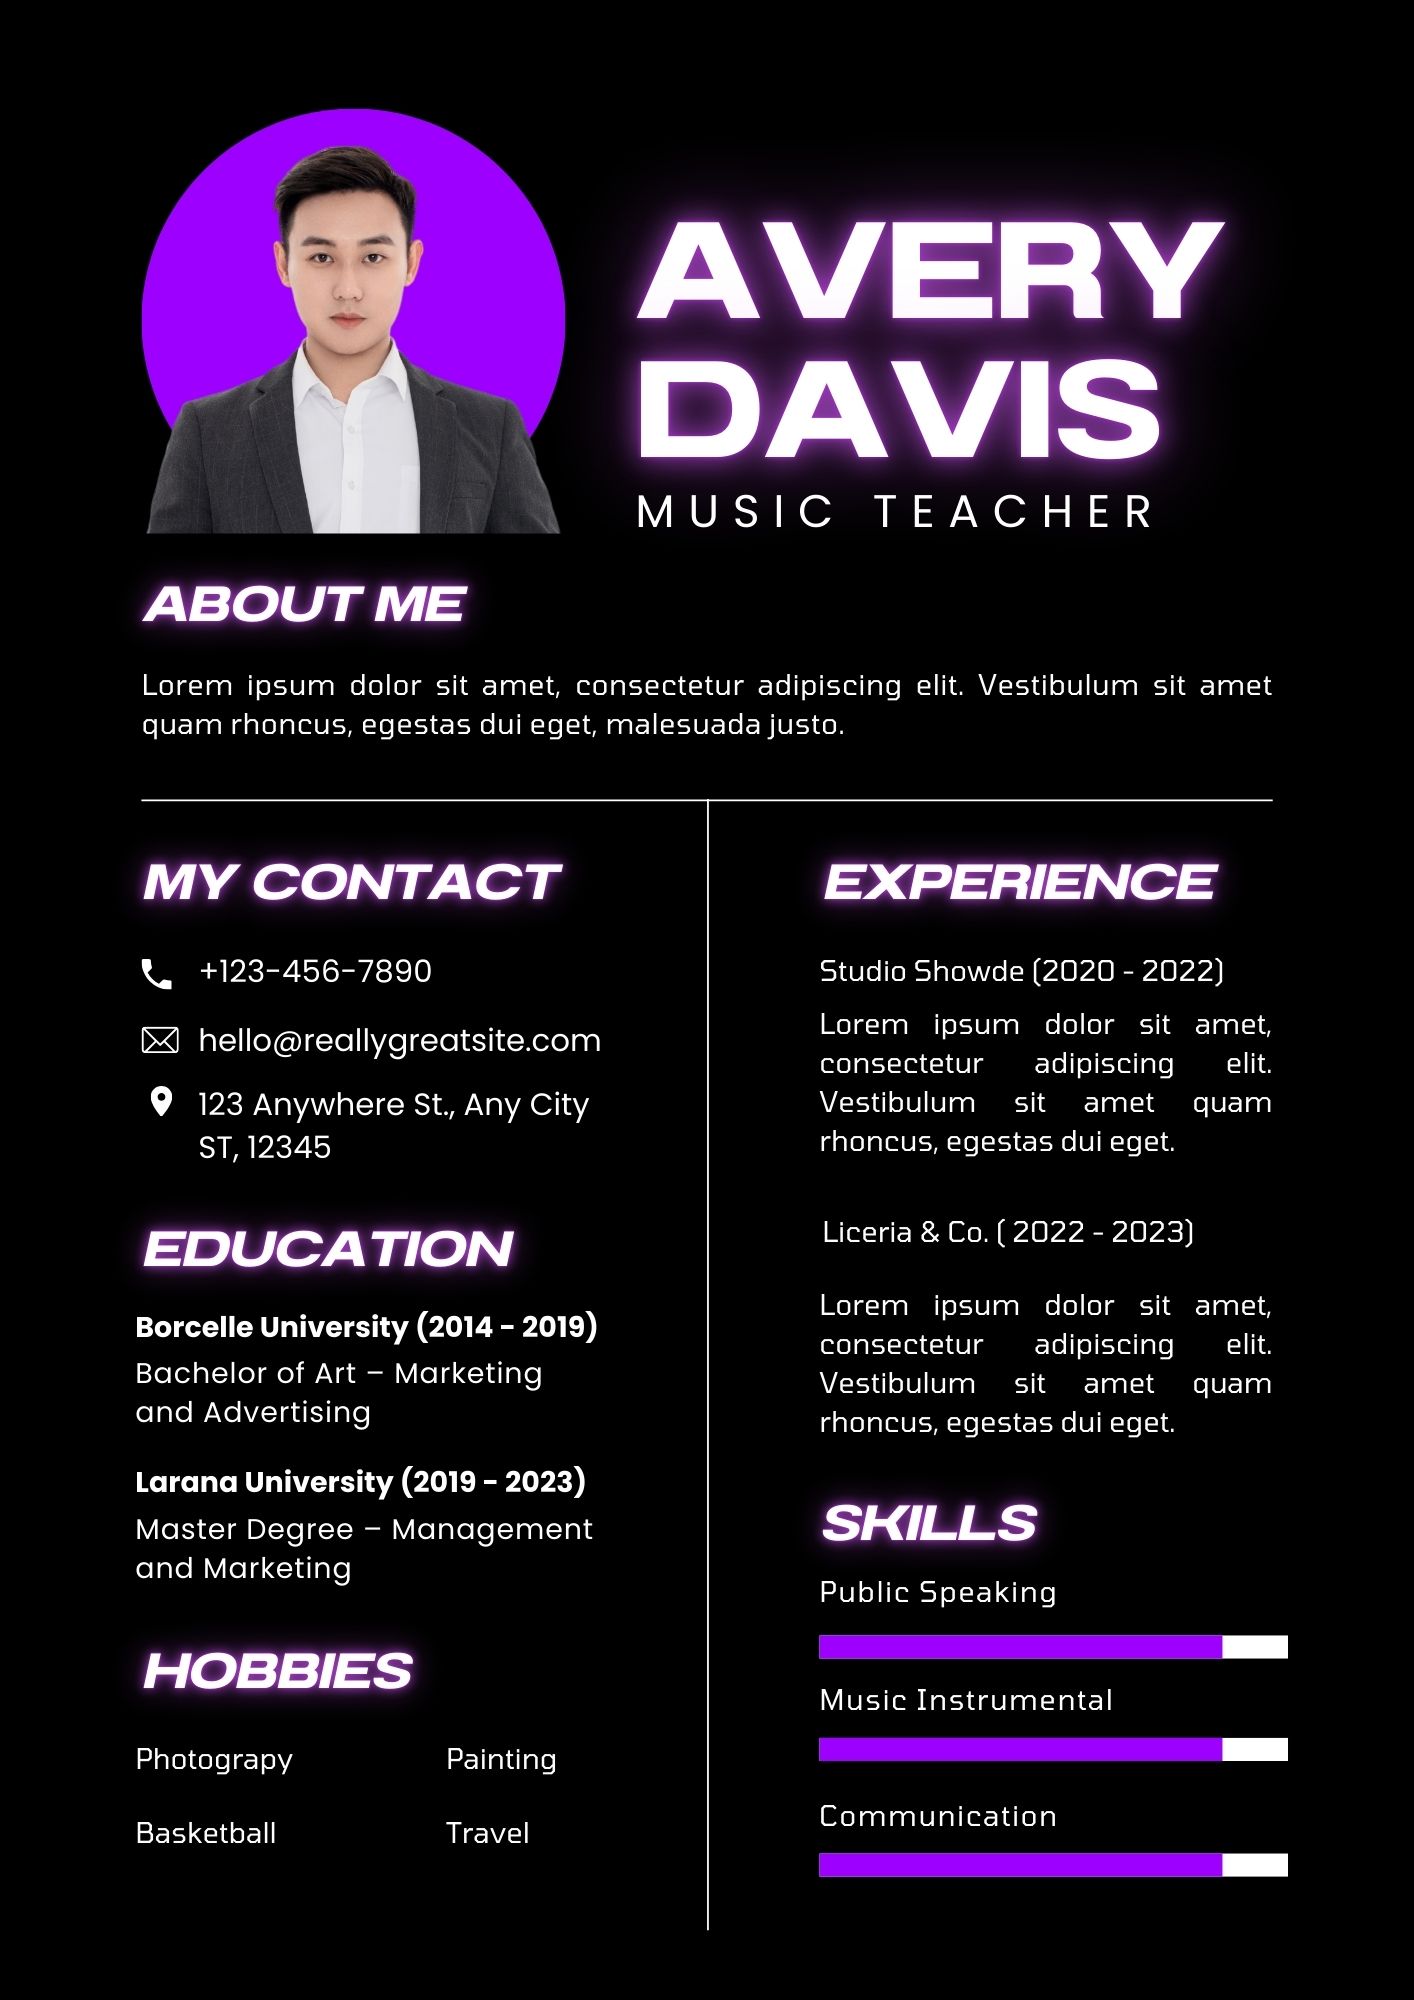 AVERY
DAVIS
MUSIC TEACHER
ABOUT ME
Lorem ipsum dolor sit amet, consectetur adipiscing elit. Vestibulum sit amet
quam rhoncus, egestas dui eget, malesuada justo.
MY CONTACT
+123-456-7890
hello@reallygreatsite.com
123 Anywhere St., Any City
ST, 12345
EDUCATION
Borcelle University (2014 - 2019)
Bachelor of Art – Marketing
and Advertising
Larana University (2019 - 2023)
Master Degree – Management
and Marketing
HOBBIES
Photograpy Painting
Basketball Travel
EXPERIENCE
Studio Showde (2020 - 2022)
Lorem ipsum dolor sit amet,
consectetur adipiscing elit.
Vestibulum sit amet quam
rhoncus, egestas dui eget.
Liceria & Co. ( 2022 - 2023)
Lorem ipsum dolor sit amet,
consectetur adipiscing elit.
Vestibulum sit amet quam
rhoncus, egestas dui eget.
SKILLS
Public Speaking
Music Instrumental
Communication